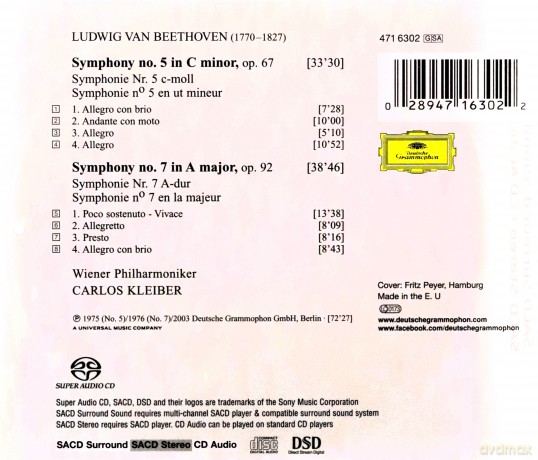 LUDWIG VAN BEETHOVEN (1770–1827)
471 6302 GSA
Symphony no. 5 in C minor, op. 67 [33'30]
Symphonie Nr. 5 c-moll
Symphonie nº 5 en ut mineur
1 1. Allegro con brio [7'28]
2 2. Andante con moto [10'00]
3 3. Allegro [5'10]
4 4. Allegro [10'52]
Symphony no. 7 in A major, op. 92 [38'46]
Symphonie Nr. 7 A-dur
Symphonie nº 7 en la majeur
5 1. Poco sostenuto - Vivace [13'38]
6 2. Allegretto [8'09]
7 3. Presto [8'16]
8 4. Allegro con brio [8'43]
Wiener Philharmoniker
CARLOS KLEIBER
℗ 1975 (No. 5)/1976 (No. 7)/2003 Deutsche Grammophon GmbH, Berlin · [72'27]
A UNIVERSAL MUSIC COMPANY
0 28947 16302 2
Deutsche
Grammophon
Cover: Fritz Peyer, Hamburg
Made in the E. U
www.deutschegrammophon.com
www.facebook.com/deutschegrammophon
SUPER AUDIO CD
Super Audio CD, SACD, DSD and their logos are trademarks of the Sony Music Corporation
SACD Surround Sound requires multi-channel SACD player & compatible surround sound system
SACD Stereo requires SACD player. CD Audio can be played on standard CD players
SACD Surround SACD Stereo CD Audio
COMPACT
disc
DIGITAL AUDIO
DSD
Direct Stream Digital
avdmax